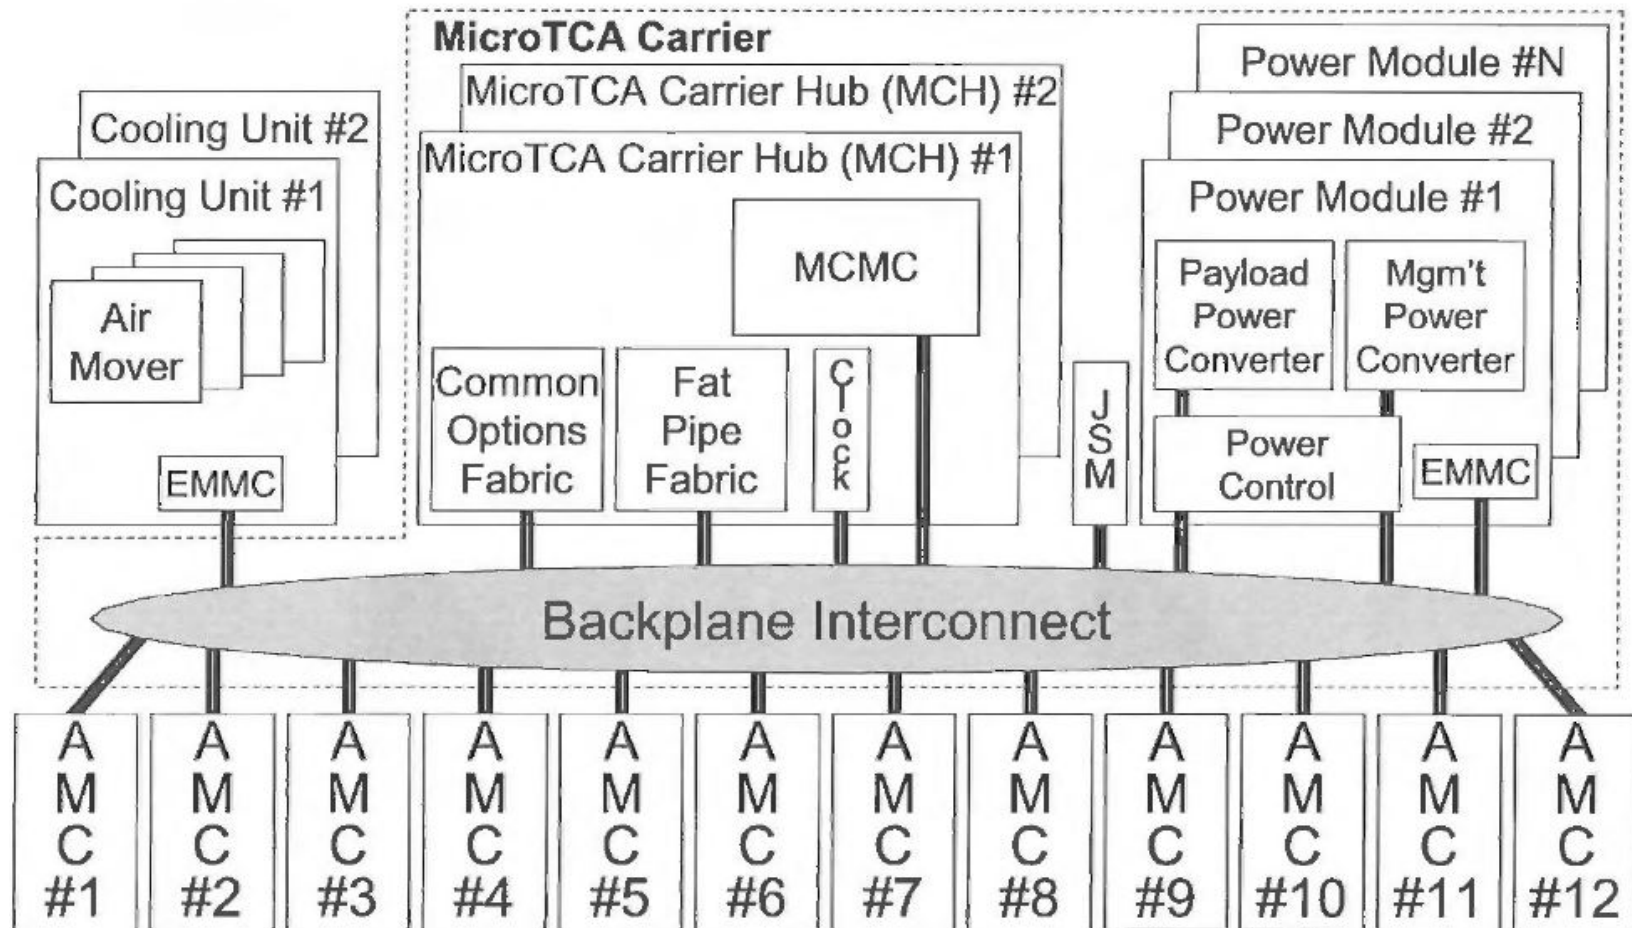 MicroTCA Carrier
Cooling Unit #2
Cooling Unit #1
Air
Mover
EMMC
MicroTCA Carrier Hub (MCH) #2
MicroTCA Carrier Hub (MCH) #1
MCMC
Common
Options
Fabric
Fat
Pipe
Fabric
Clock
JSM
Power Module #N
Power Module #2
Power Module #1
Payload
Power
Converter
Mgm't
Power
Converter
Power
Control
EMMC
Backplane Interconnect
AMC
#1
AMC
#2
AMC
#3
AMC
#4
AMC
#5
AMC
#6
AMC
#7
AMC
#8
AMC
#9
AMC
#10
AMC
#11
AMC
#12